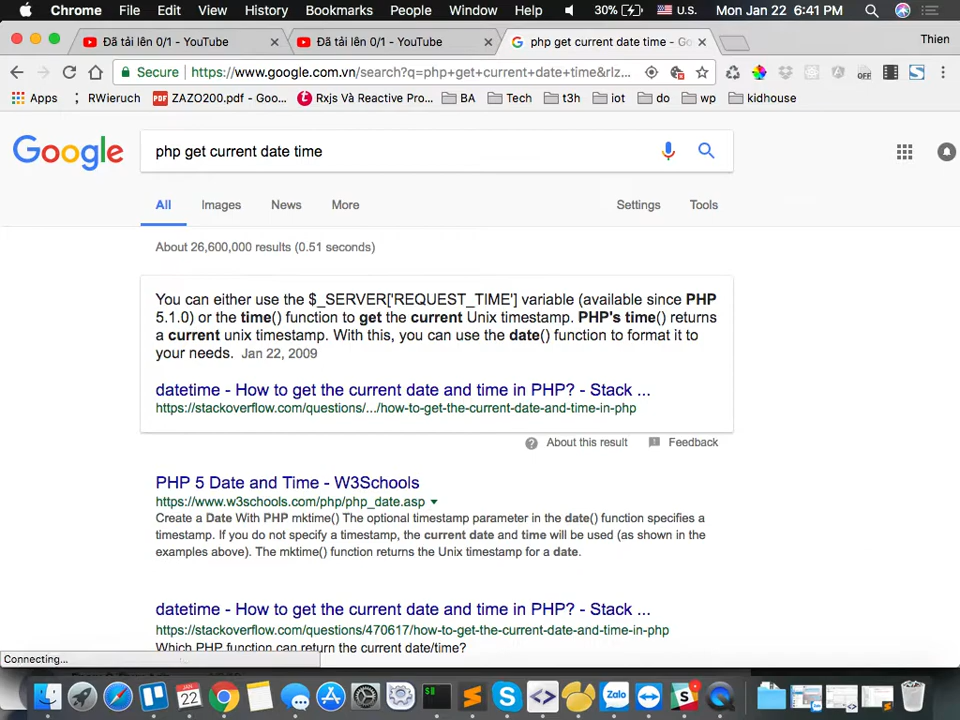 Chrome File Edit View History Bookmarks People Window Help 30% U.S. Mon Jan 22 6:41 PM
Đã tải lên 0/1 - YouTube Đã tải lên 0/1 - YouTube php get current date time - Go Thien
Secure https://www.google.com.vn/search?q=php+get+current+date+time&rlz...
Apps RWieruch PDF ZAZO200.pdf - Goo... Rxjs Và Reactive Pro... BA Tech t3h iot do wp kidhouse
Google php get current date time
All Images News More Settings Tools
About 26,600,000 results (0.51 seconds)
You can either use the $_SERVER['REQUEST_TIME'] variable (available since PHP
5.1.0) or the time() function to get the current Unix timestamp. PHP's time() returns
a current unix timestamp. With this, you can use the date() function to format it to
your needs. Jan 22, 2009
datetime - How to get the current date and time in PHP? - Stack ...
https://stackoverflow.com/questions/.../how-to-get-the-current-date-and-time-in-php
About this result Feedback
PHP 5 Date and Time - W3Schools
https://www.w3schools.com/php/php_date.asp
Create a Date With PHP mktime() The optional timestamp parameter in the date() function specifies a
timestamp. If you do not specify a timestamp, the current date and time will be used (as shown in the
examples above). The mktime() function returns the Unix timestamp for a date.
datetime - How to get the current date and time in PHP? - Stack ...
https://stackoverflow.com/questions/470617/how-to-get-the-current-date-and-time-in-php
Which PHP function can return the current date/time?
Connecting...
22 Zalo